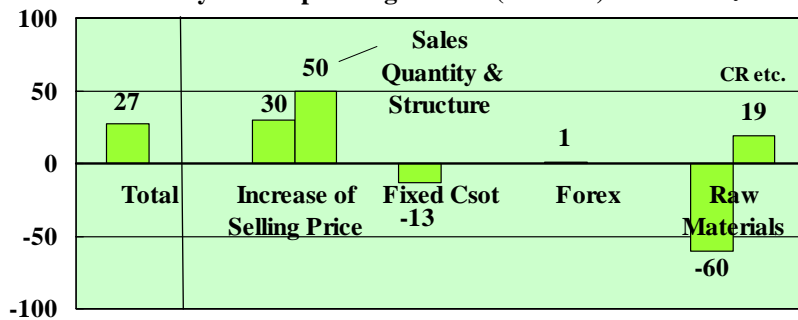 100
Sales
50
Quantity &
CR etc.
Structure
50
27
30
19
1
0
Total
Increase of
Fixed Csot
Forex
Raw
Selling Price
-13
Materials
-50
-60
-100